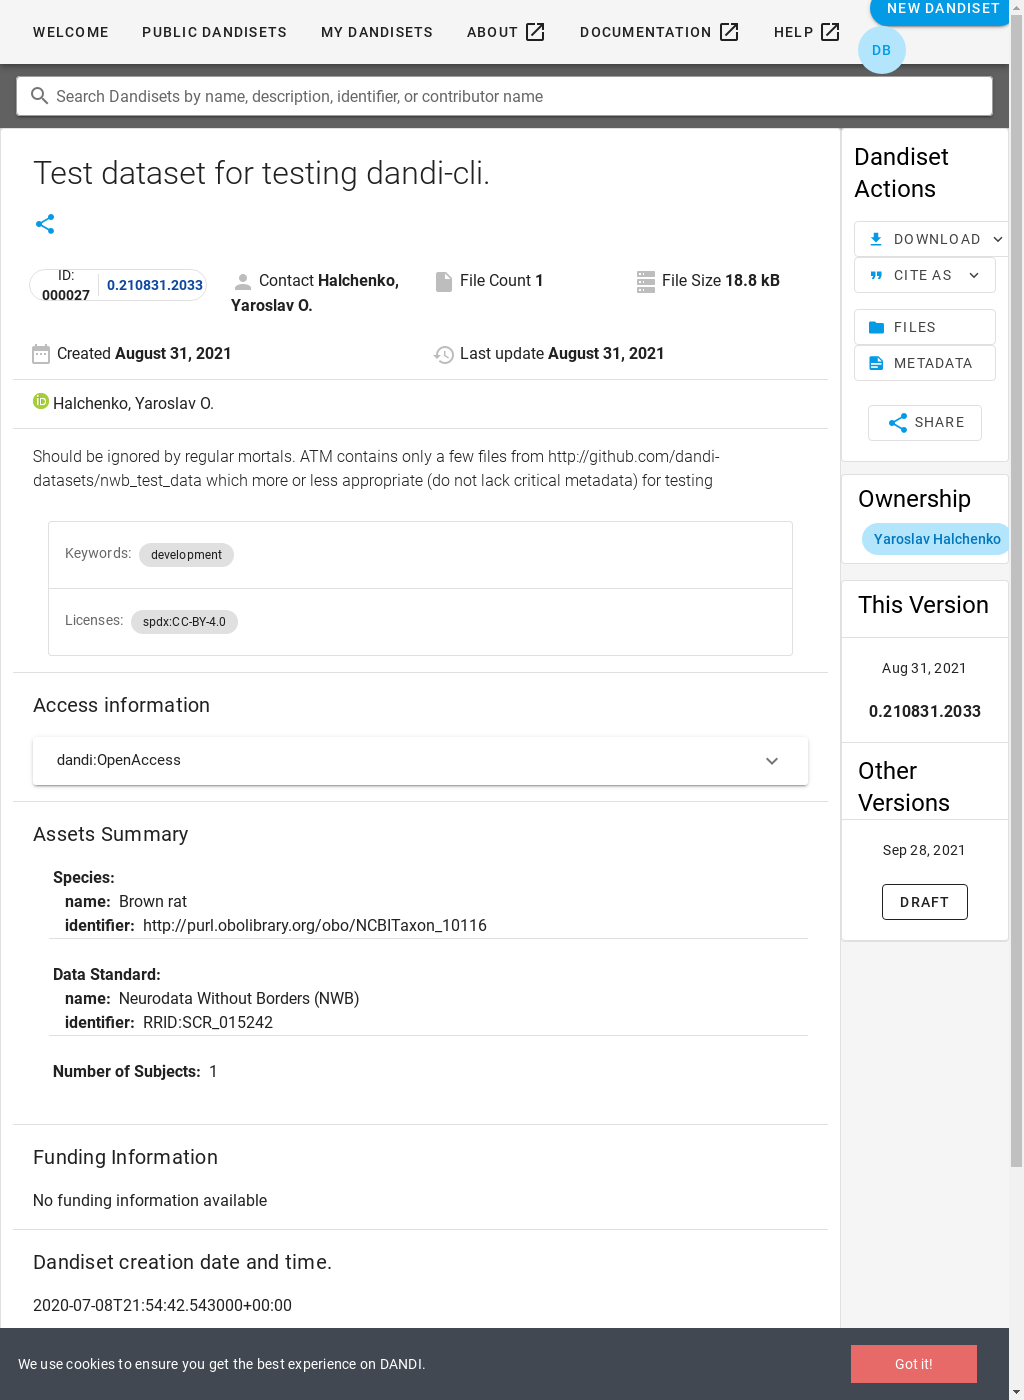 WELCOME PUBLIC DANDISETS MY DANDISETS ABOUT DOCUMENTATION HELP NEW DANDISET
DB
Search Dandisets by name, description, identifier, or contributor name
Test dataset for testing dandi-cli.
ID: 000027 0.210831.2033
Contact Halchenko, Yaroslav O.
File Count 1
File Size 18.8 kB
Created August 31, 2021
Last update August 31, 2021
Halchenko, Yaroslav O.
Should be ignored by regular mortals. ATM contains only a few files from http://github.com/dandi-
datasets/nwb_test_data which more or less appropriate (do not lack critical metadata) for testing
Keywords: development
Licenses: spdx:CC-BY-4.0
Access information
dandi:OpenAccess
Assets Summary
Species:
name: Brown rat
identifier: http://purl.obolibrary.org/obo/NCBITaxon_10116
Data Standard:
name: Neurodata Without Borders (NWB)
identifier: RRID:SCR_015242
Number of Subjects: 1
Funding Information
No funding information available
Dandiset creation date and time.
2020-07-08T21:54:42.543000+00:00
Dandiset
Actions
DOWNLOAD
CITE AS
FILES
METADATA
SHARE
Ownership
Yaroslav Halchenko
This Version
Aug 31, 2021
0.210831.2033
Other
Versions
Sep 28, 2021
DRAFT
We use cookies to ensure you get the best experience on DANDI.
Got it!